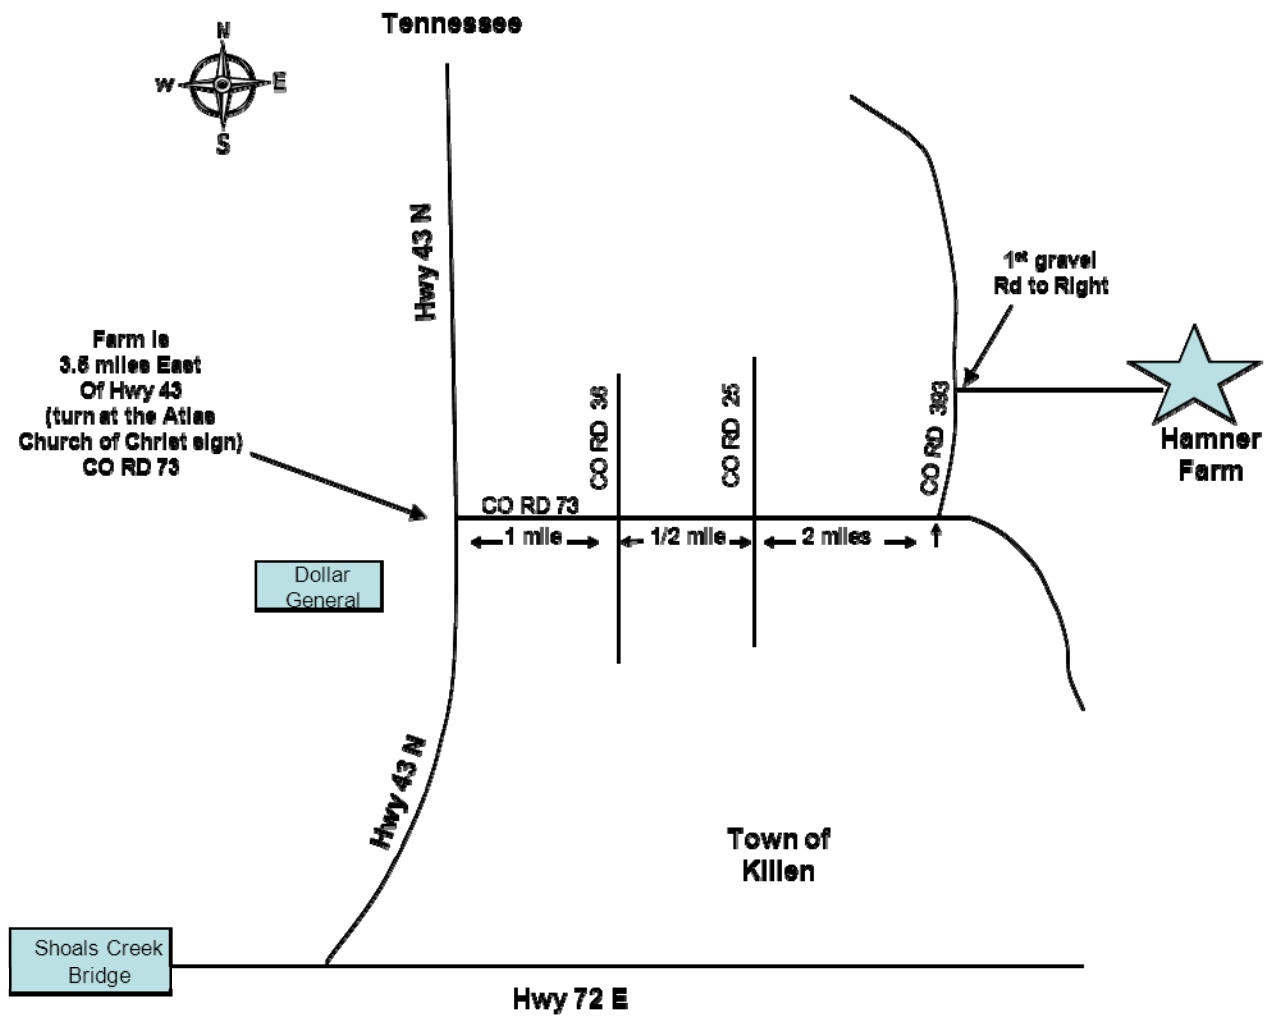 Tennessee
N
W
E
S
Hwy 43 N
1st gravel
Rd to Right
Farm is
3.5 miles East
Of Hwy 43
(turn at the Atlas
Church of Christ sign)
CO RD 73
CO RD 36
CO RD 25
CO RD 393
Hamner
Farm
CO RD 73
1 mile
1/2 mile
2 miles
Dollar
General
Hwy 43 N
Town of
Killen
Shoals Creek
Bridge
Hwy 72 E